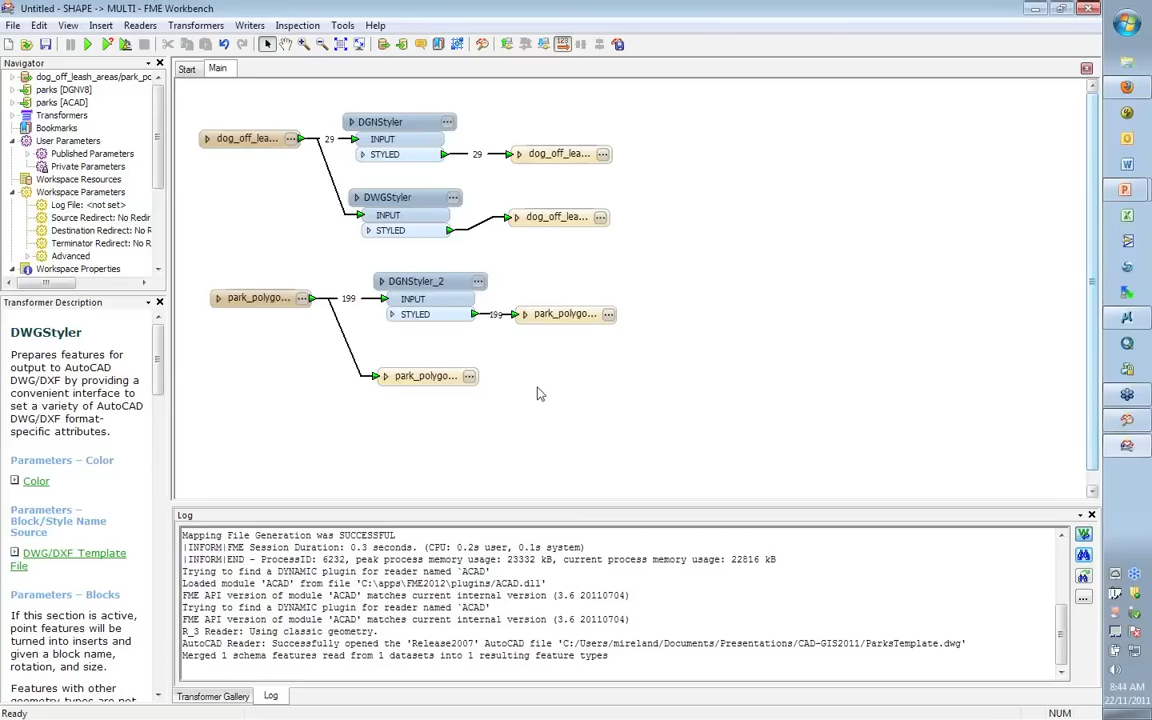 Untitled - SHAPE -> MULTI - FME Workbench
File Edit View Insert Readers Transformers Writers Inspection Tools Help
Navigator
dog_off_leash_areas/park_pc
parks [DGNV8]
parks [ACAD]
Transformers
Bookmarks
User Parameters
Published Parameters
Private Parameters
Workspace Resources
Workspace Parameters
Log File: <not set>
Source Redirect: No Redir
Destination Redirect: No Re
Terminator Redirect: No Re
Advanced
Workspace Properties
Transformer Description
DWGStyler
Prepares features for
output to AutoCAD
DWG/DXF by providing a
convenient interface to
set a variety of AutoCAD
DWG/DXF format-
specific attributes.
Parameters – Color
Color
Parameters –
Block/Style Name
Source
DWG/DXF Template
File
Parameters – Blocks
If this section is active,
point features will be
turned into inserts and
given a block name,
rotation, and size.
Features with other
Start Main
dog_off_lea... 29
DGNStyler
INPUT
STYLED 29 dog_off_lea...
DWGStyler
INPUT
STYLED dog_off_lea...
park_polygo... 199
DGNStyler_2
INPUT
STYLED 199 park_polygo...
park_polygo...
Log
Mapping File Generation was SUCCESSFUL
|INFORM|FME Session Duration: 0.3 seconds. (CPU: 0.2s user, 0.1s system)
|INFORM|END - ProcessID: 6232, peak process memory usage: 23332 kB, current process memory usage: 22816 kB
Trying to find a DYNAMIC plugin for reader named `ACAD'
Loaded module 'ACAD' from file 'C:\apps\FME2012\plugins/ACAD.dll'
FME API version of module 'ACAD' matches current internal version (3.6 20110704)
Trying to find a DYNAMIC plugin for reader named `ACAD'
FME API version of module 'ACAD' matches current internal version (3.6 20110704)
R_3 Reader: Using classic geometry.
AutoCAD Reader: Successfully opened the 'Release2007' AutoCAD file 'C:/Users/mireland/Documents/Presentations/CAD-GIS2011/ParksTemplate.dwg'
Merged 1 schema features read from 1 datasets into 1 resulting feature types
Transformer Gallery Log
Ready
NUM
8:44 AM
22/11/2011